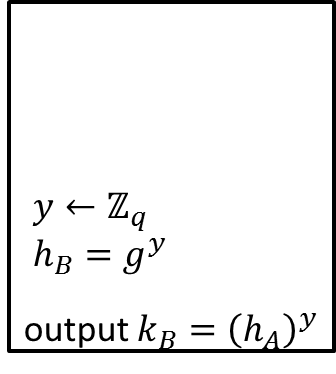 y ← ℤ_q
h_B = g^y
output k_B = (h_A)^y